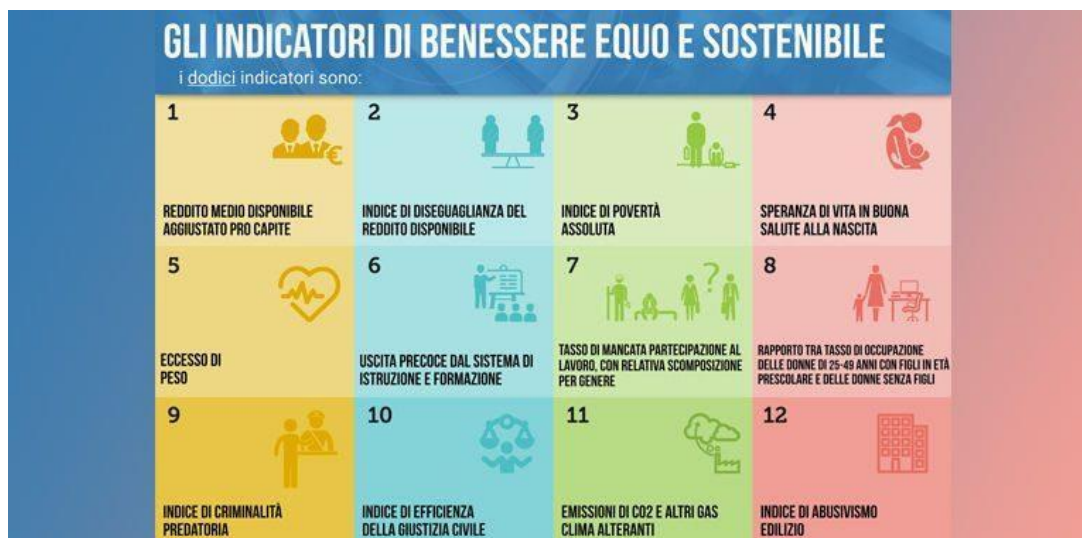 GLI INDICATORI DI BENESSERE EQUO E SOSTENIBILE
i dodici indicatori sono:
1
REDDITO MEDIO DISPONIBILE
AGGIUSTATO PRO CAPITE
2
INDICE DI DISEGUAGLIANZA DEL
REDDITO DISPONIBILE
3
INDICE DI POVERTÀ
ASSOLUTA
4
SPERANZA DI VITA IN BUONA
SALUTE ALLA NASCITA
5
ECCESSO DI
PESO
6
USCITA PRECOCE DAL SISTEMA DI
ISTRUZIONE E FORMAZIONE
7
?
TASSO DI MANCATA PARTECIPAZIONE AL
LAVORO, CON RELATIVA SCOMPOSIZIONE
PER GENERE
8
RAPPORTO TRA TASSO DI OCCUPAZIONE
DELLE DONNE DI 25-49 ANNI CON FIGLI IN ETÀ
PRESCOLARE E DELLE DONNE SENZA FIGLI
9
INDICE DI CRIMINALITÀ
PREDATORIA
10
INDICE DI EFFICIENZA
DELLA GIUSTIZIA CIVILE
11
EMISSIONI DI CO2 E ALTRI GAS
CLIMA ALTERANTI
12
INDICE DI ABUSIVISMO
EDILIZIO